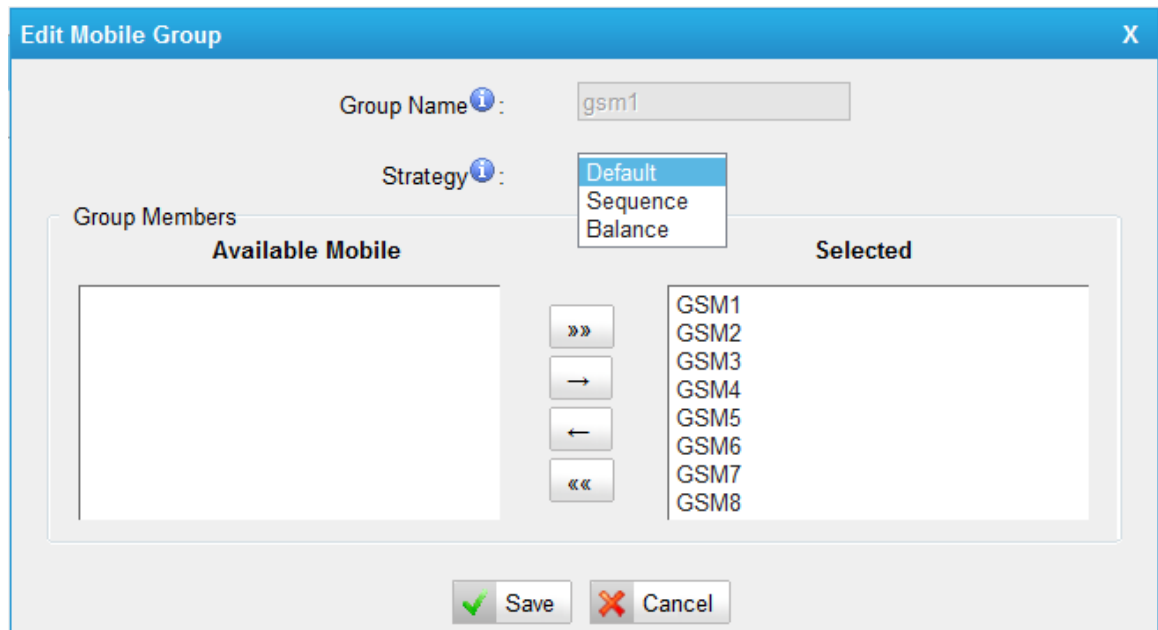 Edit Mobile Group X
Group Name i :
gsm1
Strategy i :
Default
Sequence
Balance
Group Members
Available Mobile
Selected
»»
→
←
««
GSM1
GSM2
GSM3
GSM4
GSM5
GSM6
GSM7
GSM8
Save
Cancel